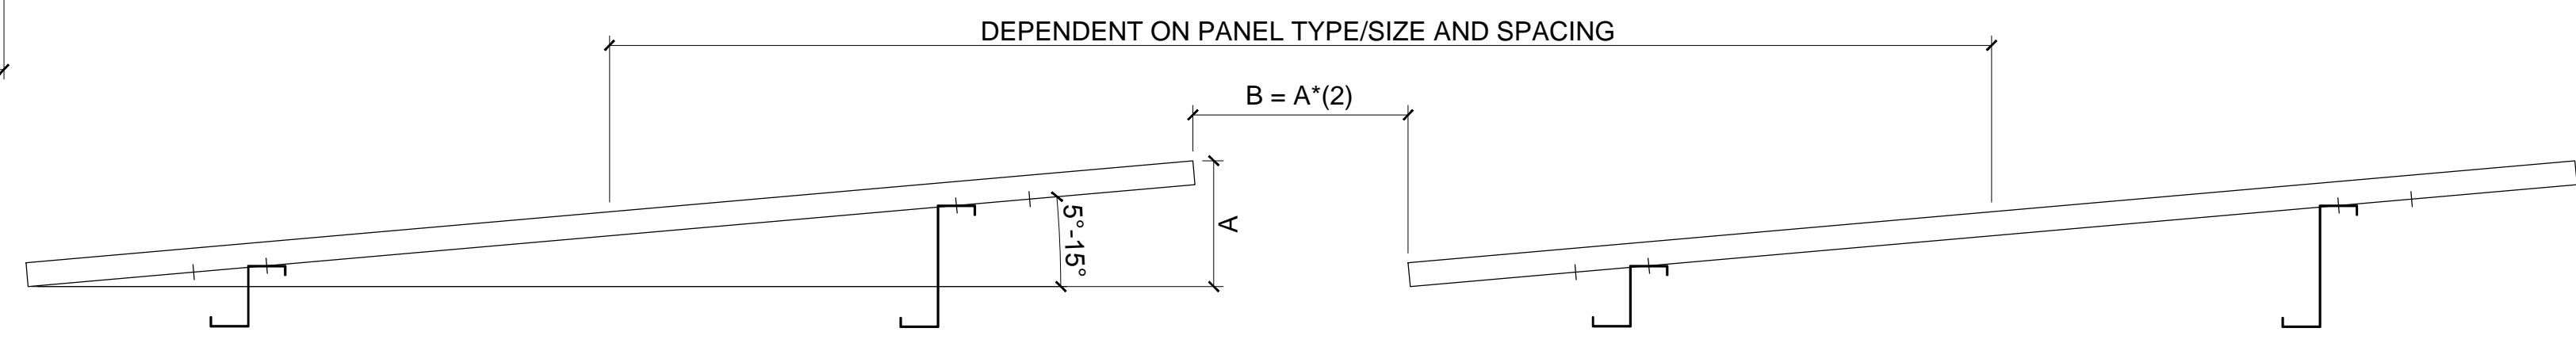 DEPENDENT ON PANEL TYPE/SIZE AND SPACING
B = A*(2)
A
5°-15°